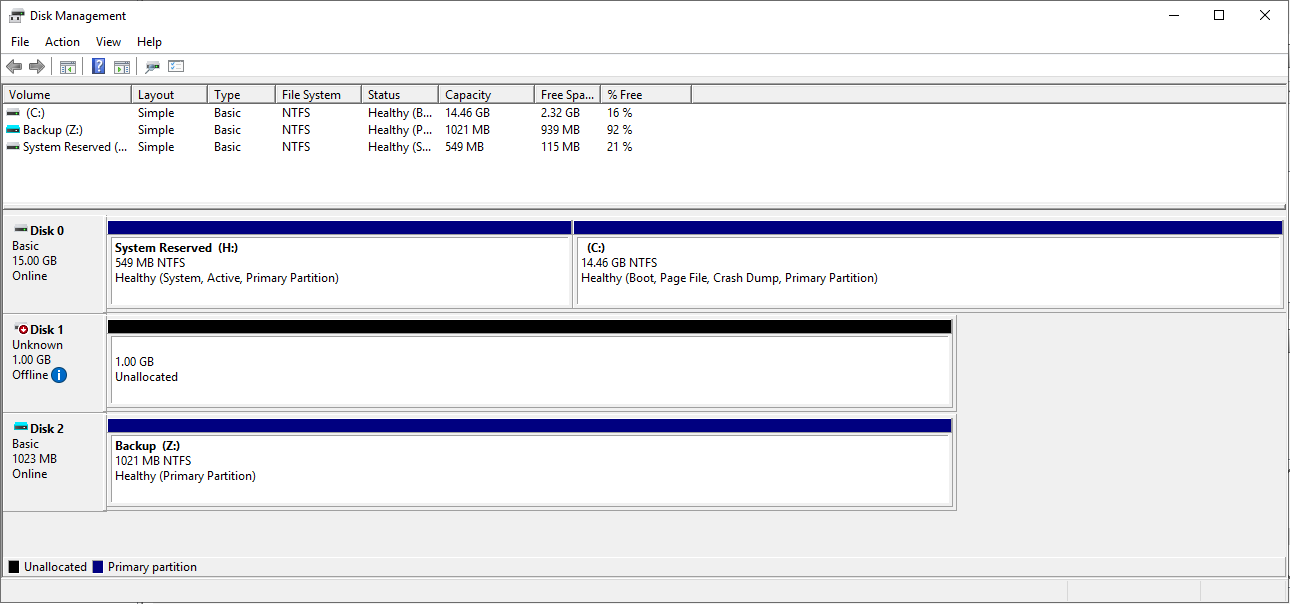 Disk Management
File Action View Help
Volume Layout Type File System Status Capacity Free Spa... % Free
(C:) Simple Basic NTFS Healthy (B... 14.46 GB 2.32 GB 16 %
Backup (Z:) Simple Basic NTFS Healthy (P... 1021 MB 939 MB 92 %
System Reserved (... Simple Basic NTFS Healthy (S... 549 MB 115 MB 21 %
Disk 0
Basic
15.00 GB
Online
System Reserved (H:)
549 MB NTFS
Healthy (System, Active, Primary Partition)
(C:)
14.46 GB NTFS
Healthy (Boot, Page File, Crash Dump, Primary Partition)
Disk 1
Unknown
1.00 GB
Offline
1.00 GB
Unallocated
Disk 2
Basic
1023 MB
Online
Backup (Z:)
1021 MB NTFS
Healthy (Primary Partition)
Unallocated Primary partition